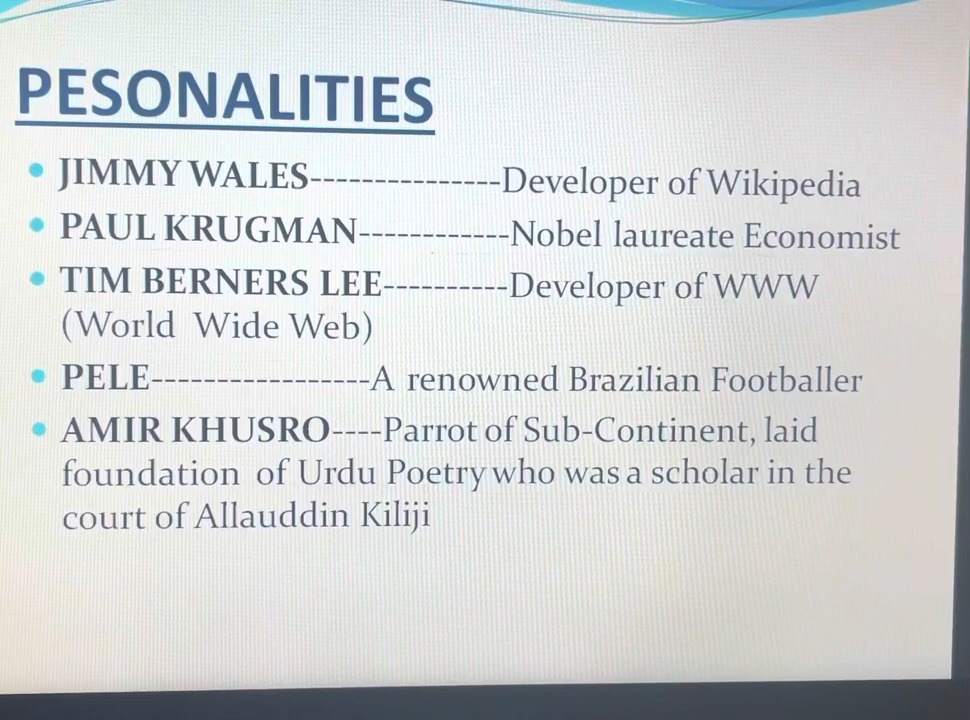 PESONALITIES
• JIMMY WALES---------------Developer of Wikipedia
• PAUL KRUGMAN------------Nobel laureate Economist
• TIM BERNERS LEE----------Developer of WWW
(World Wide Web)
• PELE-----------------A renowned Brazilian Footballer
• AMIR KHUSRO----Parrot of Sub-Continent, laid
foundation of Urdu Poetry who was a scholar in the
court of Allauddin Kiliji